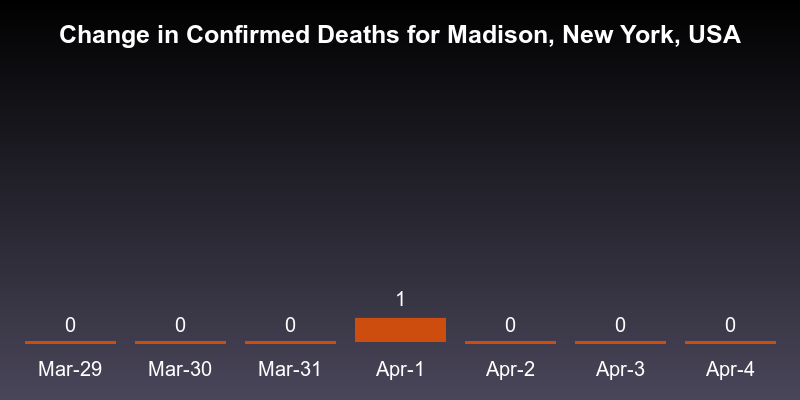 Change in Confirmed Deaths for Madison, New York, USA
0 0 0 1 0 0 0
Mar-29 Mar-30 Mar-31 Apr-1 Apr-2 Apr-3 Apr-4